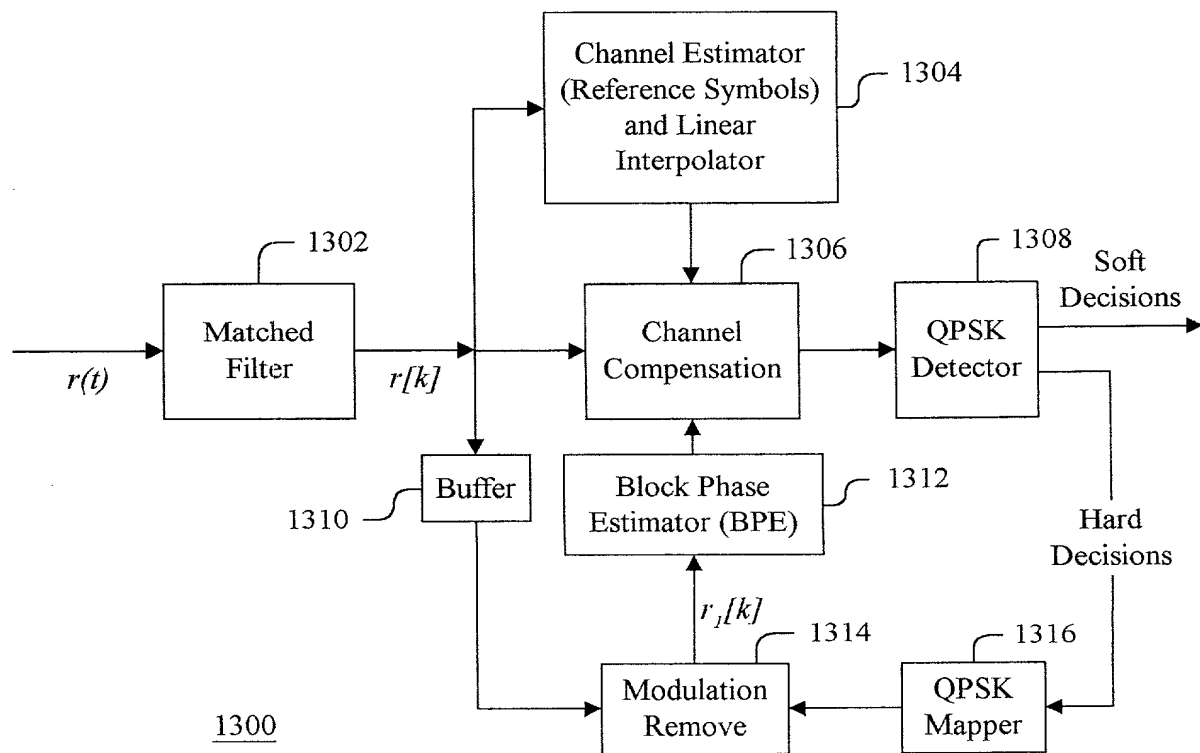 Channel Estimator
(Reference Symbols)
and Linear
Interpolator
1304
1302
Matched
Filter
r(t)
r[k]
1306
Channel
Compensation
1308
QPSK
Detector
Soft
Decisions
Buffer
1310
Block Phase
Estimator (BPE)
1312
Hard
Decisions
r₁[k]
1314
Modulation
Remove
1316
QPSK
Mapper
1300